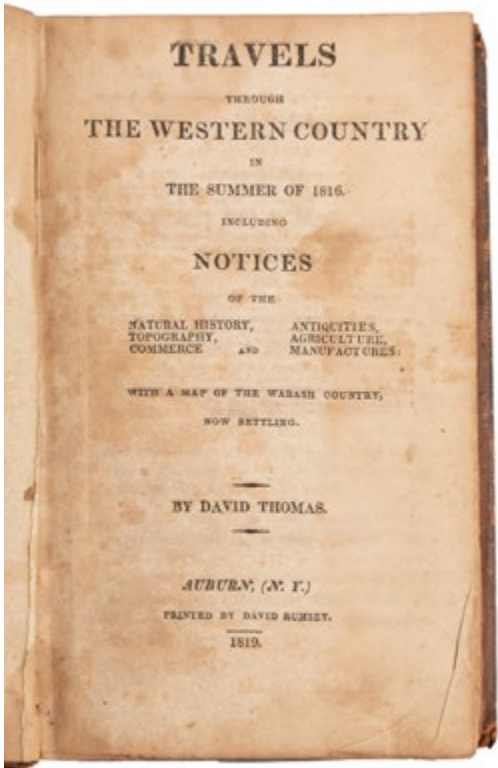 TRAVELS
THROUGH
THE WESTERN COUNTRY
IN
THE SUMMER OF 1816.
INCLUDING
NOTICES
OF THE
NATURAL HISTORY, ANTIQUITIES,
TOPOGRAPHY, AGRICULTURE,
COMMERCE AND MANUFACTURES:
WITH A MAP OF THE WABASH COUNTRY,
NOW SETTLING.
BY DAVID THOMAS.
AUBURN, (N. Y.)
PRINTED BY DAVID RUMSEY.
1819.